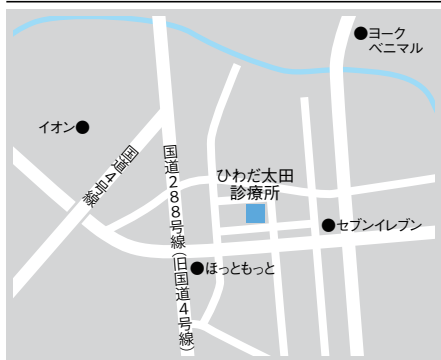 ヨーク
ベニマル
イオン
国道4号線
国道288号線(旧国道4号線)
ひわだ太田
診療所
セブンイレブン
ほっともっと